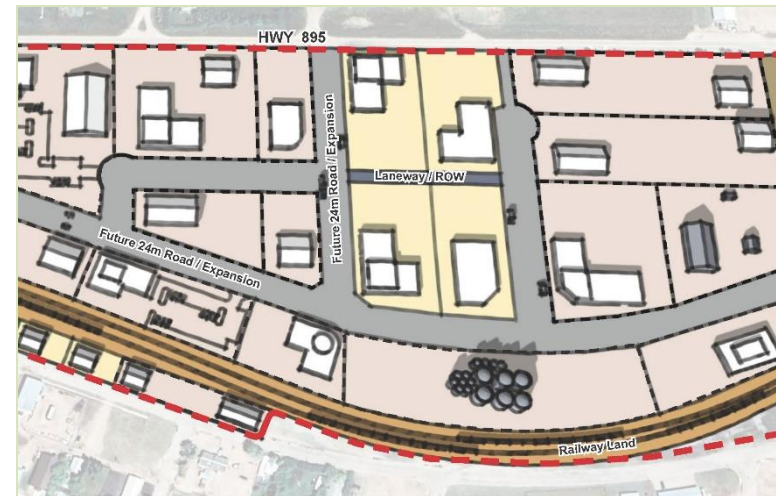 HWY 895
Future 24m Road / Expansion
Laneway / ROW
Future 24m Road / Expansion
Railway Land